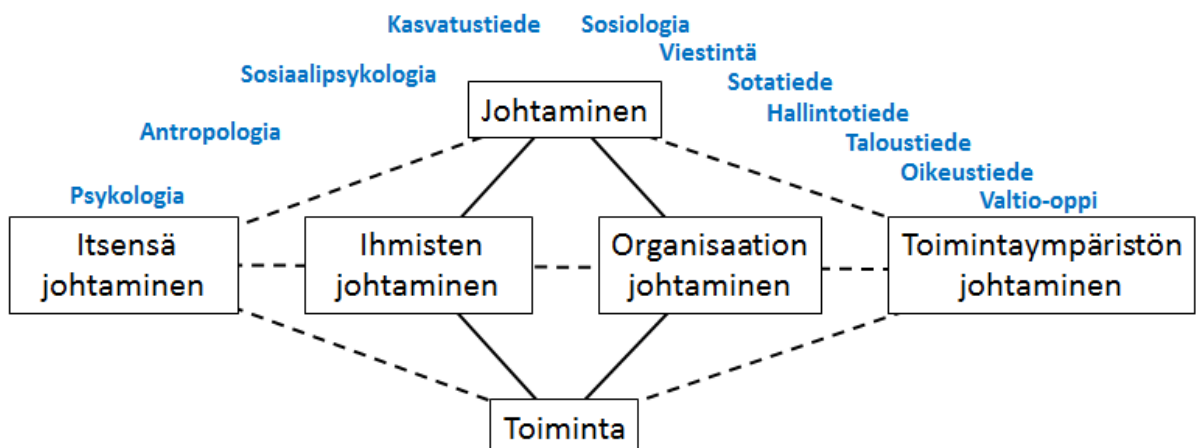 Kasvatustiede
Sosiologia
Viestintä
Sosiaalipsykologia
Sotatiede
Johtaminen
Hallintotiede
Antropologia
Taloustiede
Oikeustiede
Psykologia
Valtio-oppi
Itsensä
johtaminen
Ihmisten
johtaminen
Organisaation
johtaminen
Toimintaympäristön
johtaminen
Toiminta